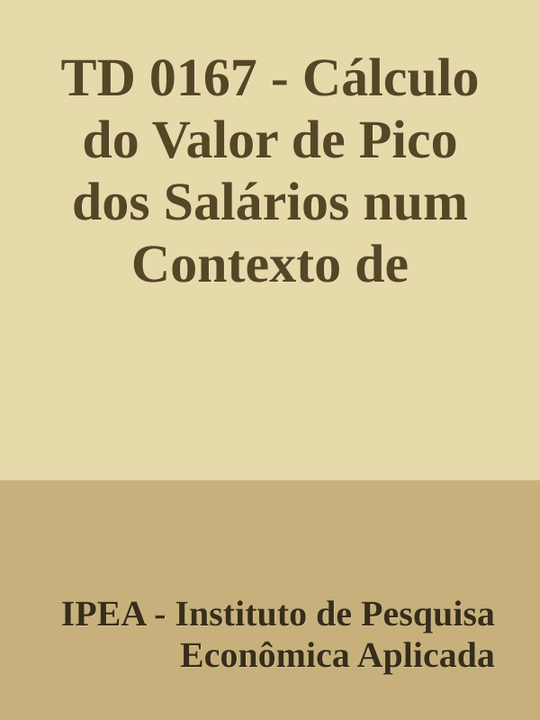 TD 0167 - Cálculo
do Valor de Pico
dos Salários num
Contexto de
IPEA - Instituto de Pesquisa
Econômica Aplicada